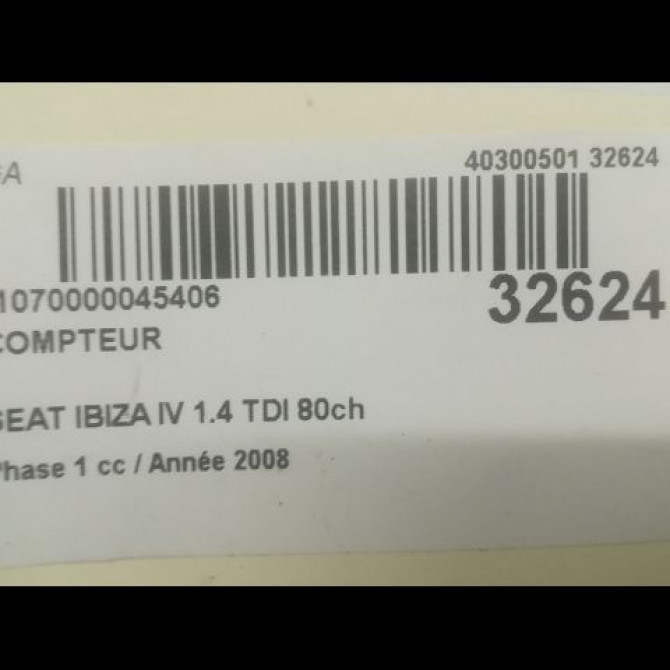 40300501 32624
1070000045406
32624
COMPTEUR
SEAT IBIZA IV 1.4 TDI 80ch
Phase 1 cc / Année 2008